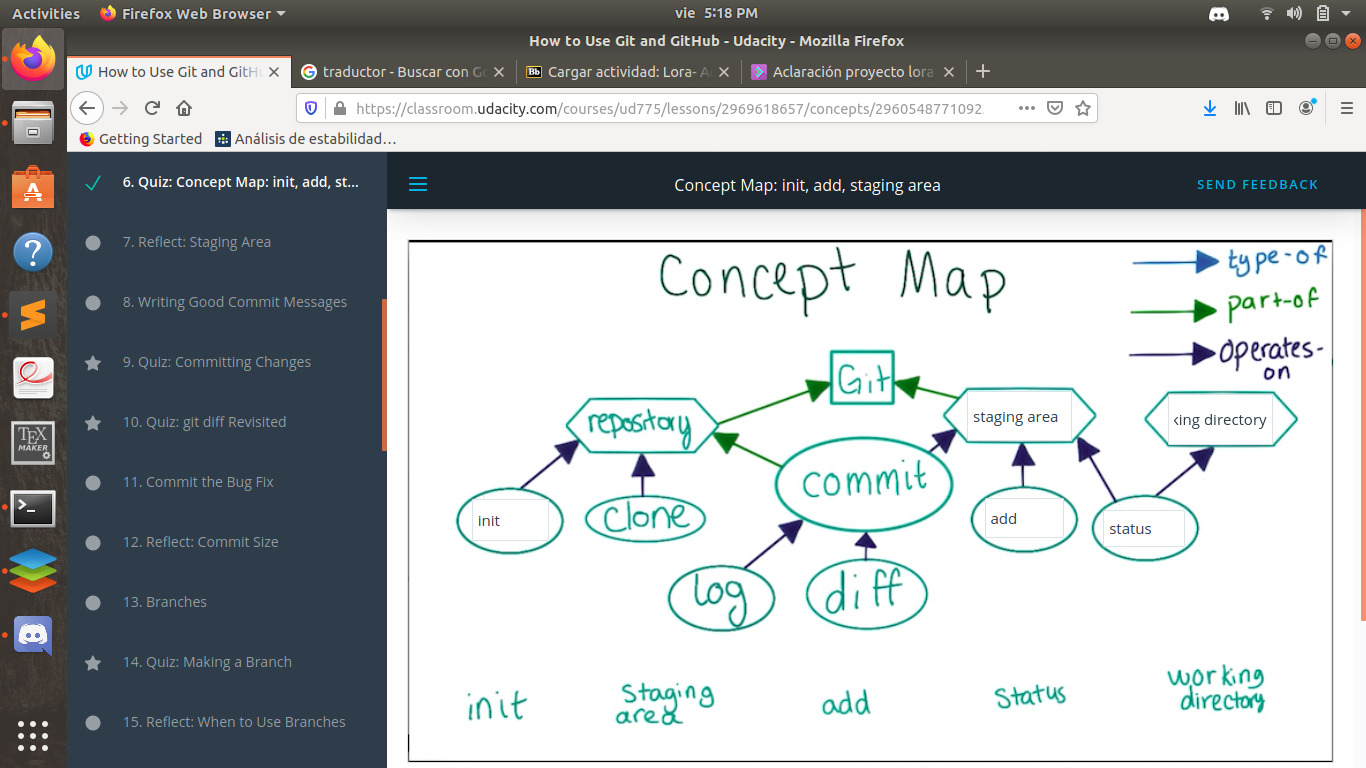 Activities
Firefox Web Browser
vie 5:18 PM
How to Use Git and GitHub - Udacity - Mozilla Firefox
How to Use Git and GitH
traductor - Buscar con Go
Bb Cargar actividad: Lora- A
Aclaración proyecto lora
https://classroom.udacity.com/courses/ud775/lessons/2969618657/concepts/2960548771092
Getting Started
Análisis de estabilidad…
6. Quiz: Concept Map: init, add, st...
7. Reflect: Staging Area
8. Writing Good Commit Messages
9. Quiz: Committing Changes
10. Quiz: git diff Revisited
11. Commit the Bug Fix
12. Reflect: Commit Size
13. Branches
14. Quiz: Making a Branch
15. Reflect: When to Use Branches
TEX
MAKER
Concept Map: init, add, staging area
SEND FEEDBACK
Concept Map
type-of
part-of
operates-
on
Git
repository
staging area
king directory
commit
init
clone
add
status
log
diff
init
staging
area
add
status
working
directory